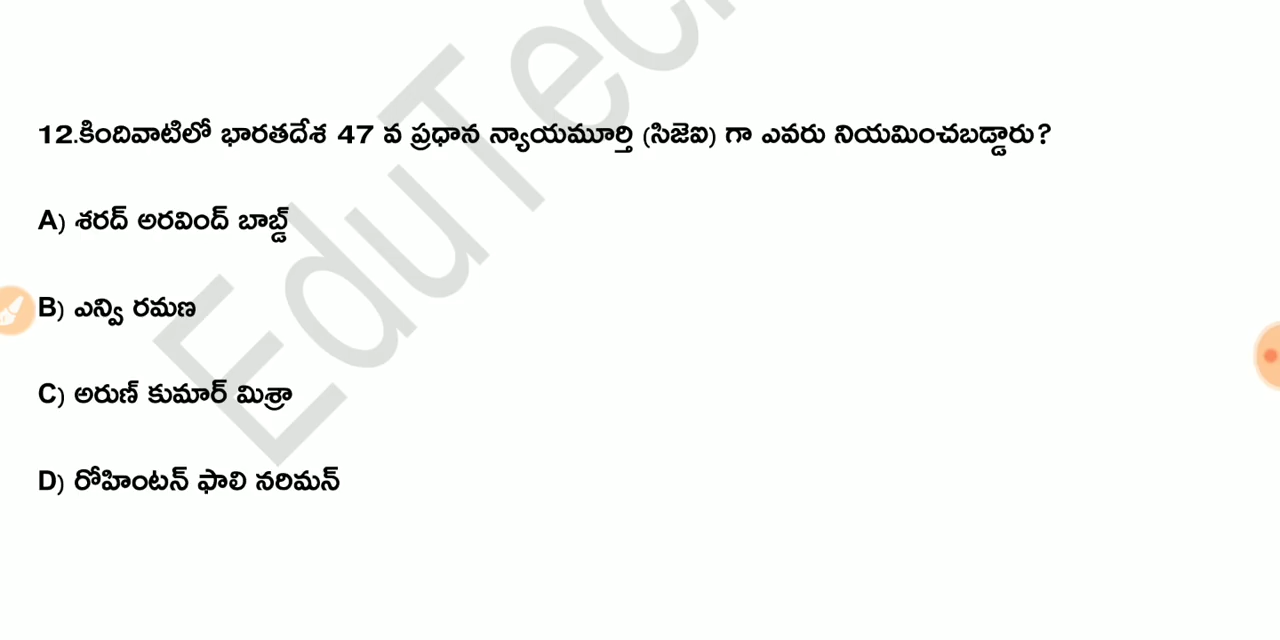 12.కిందివాటిలో భారతదేశ 47 వ ప్రధాన న్యాయమూర్తి (సిజెఐ) గా ఎవరు నియమించబడ్డారు?
A) శరద్ అరవింద్ బాబ్డ్
B) ఎన్వి రమణ
C) అరుణ్ కుమార్ మిశ్రా
D) రోహింటన్ ఫాలి నరిమన్
EduTec